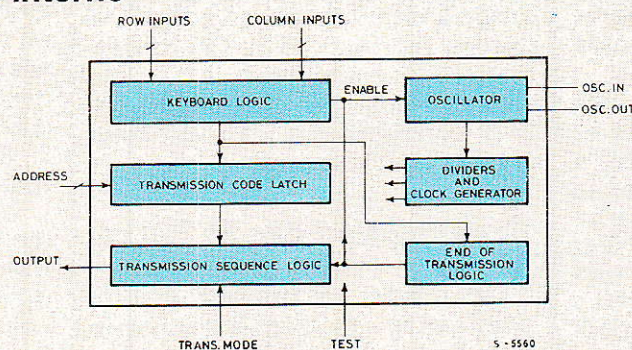 ROW INPUTS
COLUMN INPUTS
KEYBOARD LOGIC
ENABLE
OSCILLATOR
OSC.IN
OSC.OUT
ADDRESS
TRANSMISSION CODE LATCH
DIVIDERS
AND
CLOCK GENERATOR
OUTPUT
TRANSMISSION SEQUENCE LOGIC
END OF
TRANSMISSION
LOGIC
TRANS.MODE
TEST
S-5560